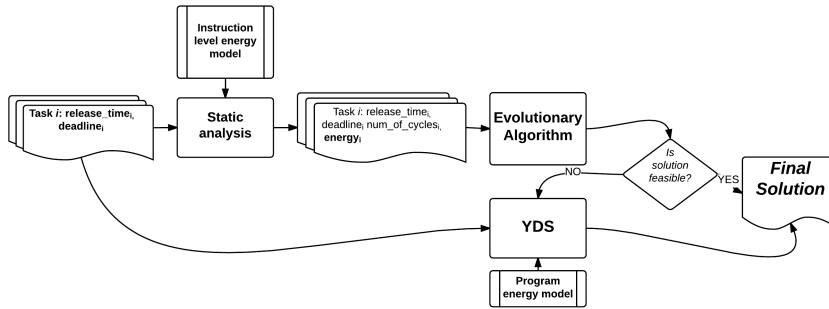 Instruction
level energy
model
Task i: release_timeᵢ,
deadlineᵢ
Static
analysis
Task i: release_timeᵢ,
deadlineᵢ num_of_cyclesᵢ,
energyᵢ
Evolutionary
Algorithm
Is
solution
feasible?
NO
YES
Final
Solution
YDS
Program
energy model